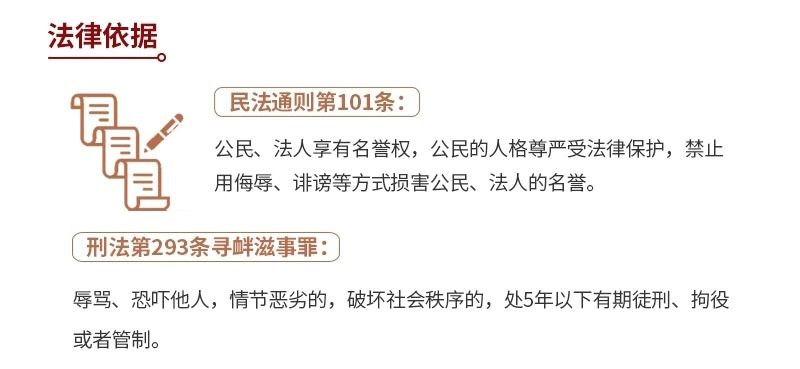 法律依据
民法通则第101条：
公民、法人享有名誉权，公民的人格尊严受法律保护，禁止
用侮辱、诽谤等方式损害公民、法人的名誉。
刑法第293条寻衅滋事罪：
辱骂、恐吓他人，情节恶劣的，破坏社会秩序的，处5年以下有期徒刑、拘役
或者管制。